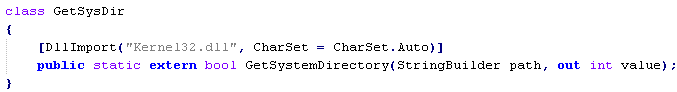 class GetSysDir
{
[DllImport("Kernel32.dll", CharSet = CharSet.Auto)]
public static extern bool GetSystemDirectory(StringBuilder path, out int value);
}